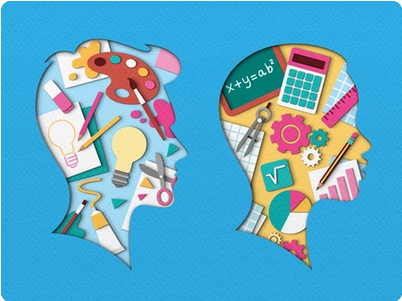 x+y=ab²
√